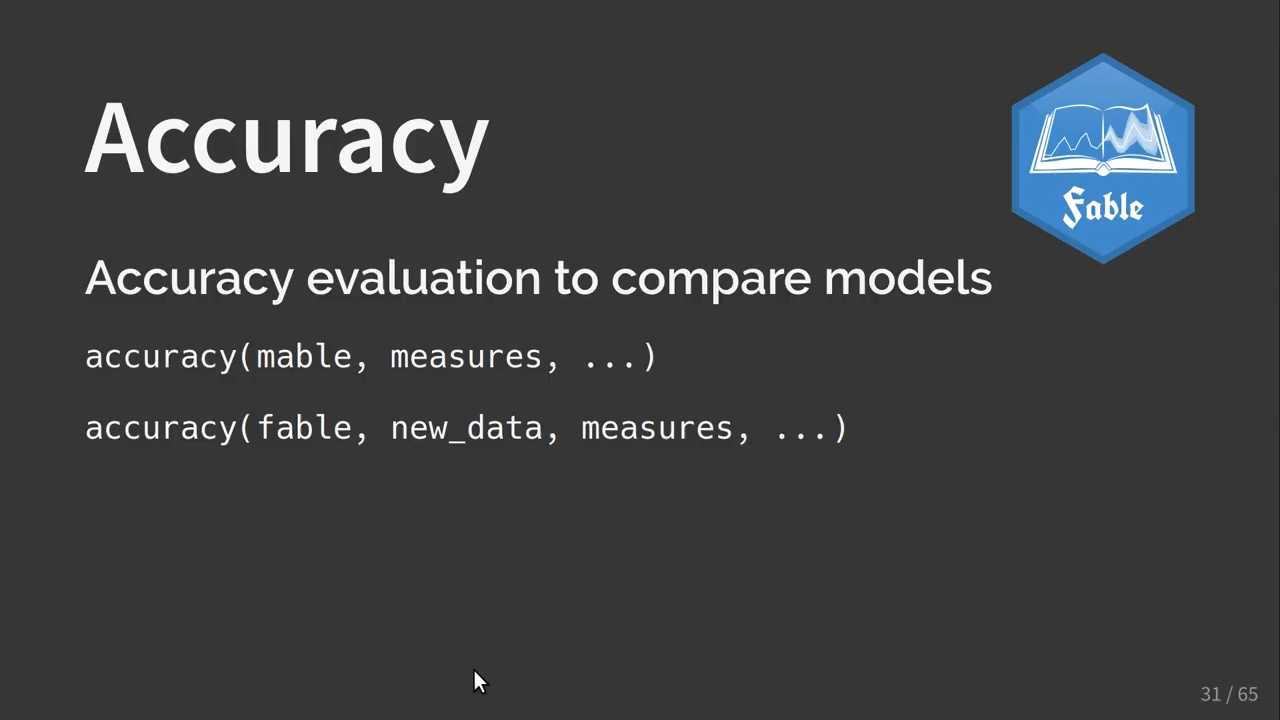 Accuracy
Fable
Accuracy evaluation to compare models
accuracy(mable, measures, ...)
accuracy(fable, new_data, measures, ...)
31 / 65